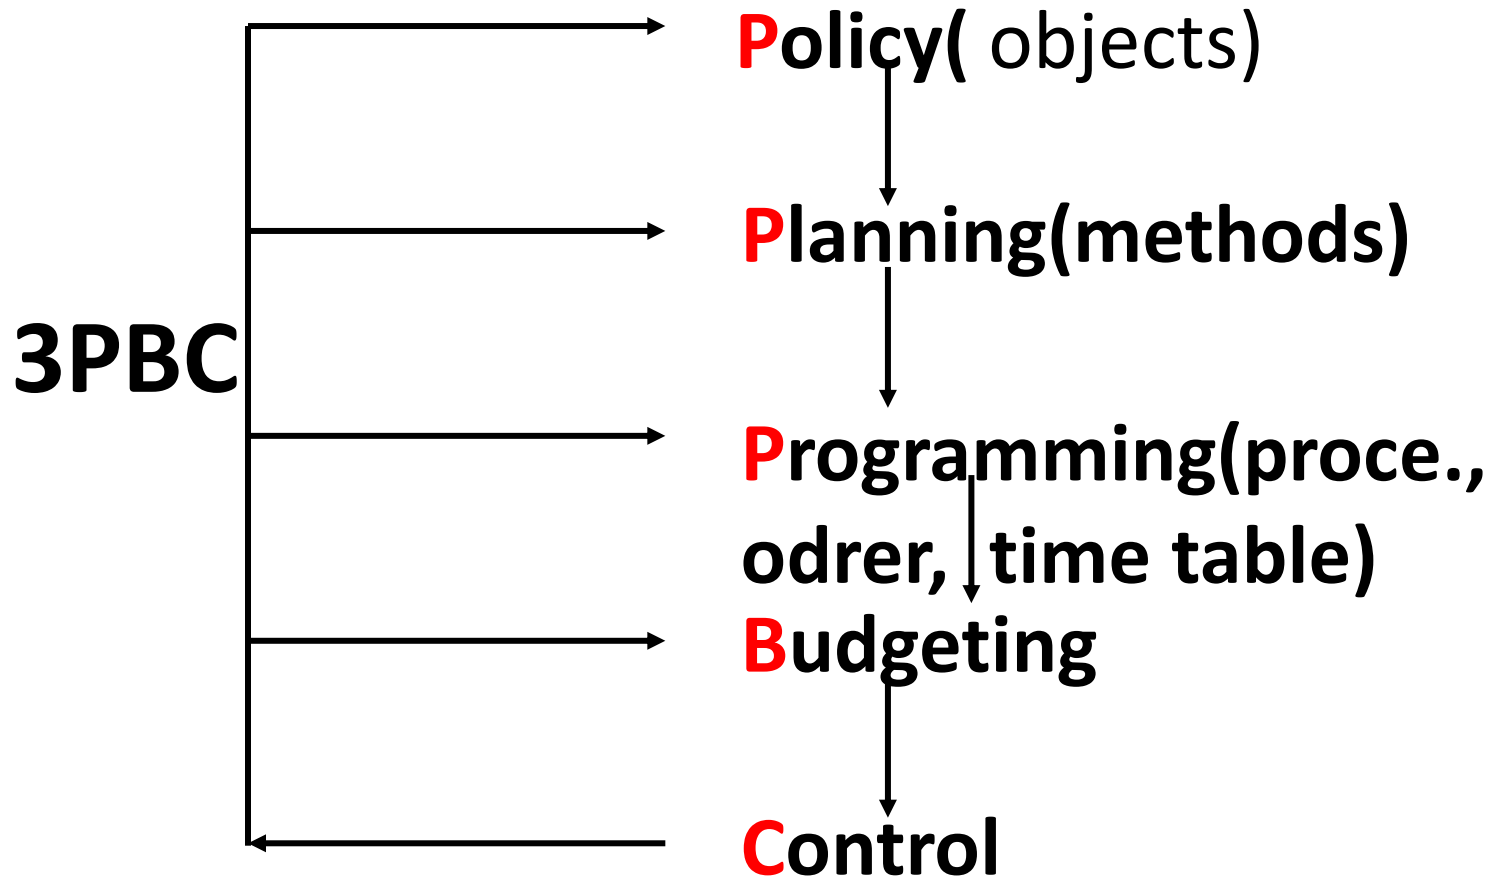 Policy( objects)
Planning(methods)
3PBC
Programming(proce.,
odrer, time table)
Budgeting
Control